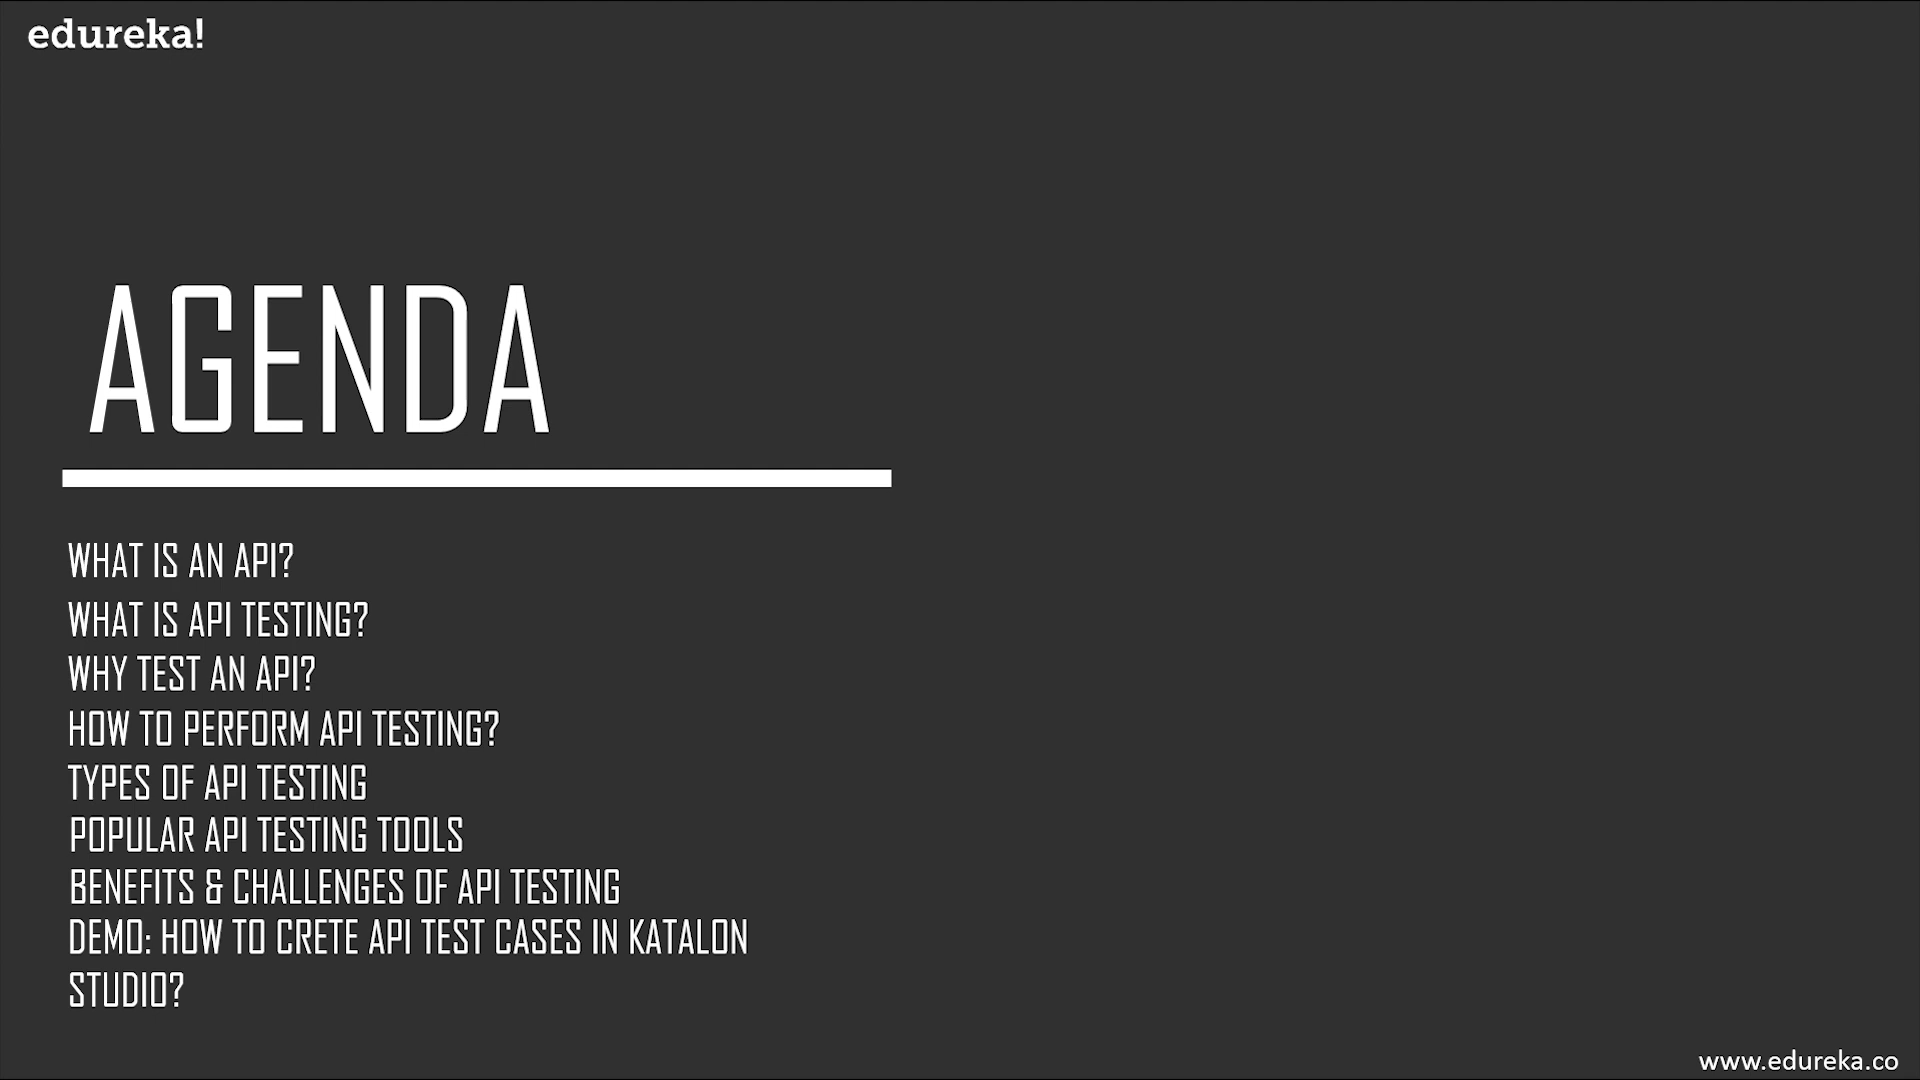 edureka!
AGENDA
WHAT IS AN API?
WHAT IS API TESTING?
WHY TEST AN API?
HOW TO PERFORM API TESTING?
TYPES OF API TESTING
POPULAR API TESTING TOOLS
BENEFITS & CHALLENGES OF API TESTING
DEMO: HOW TO CRETE API TEST CASES IN KATALON
STUDIO?
www.edureka.co